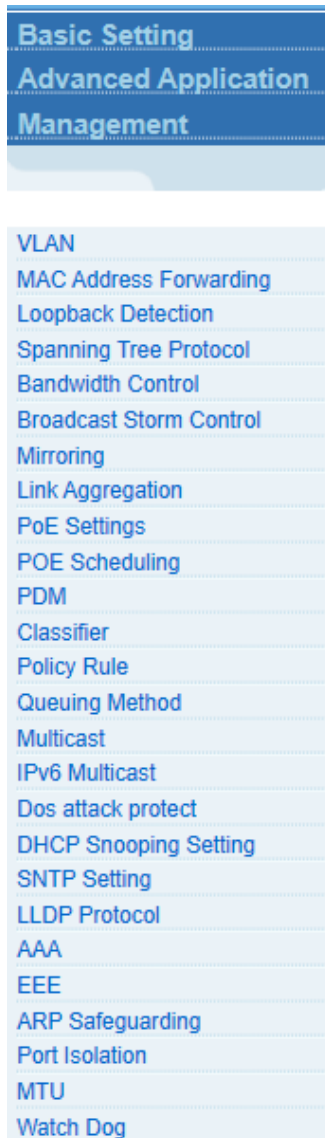 Basic Setting
Advanced Application
Management
VLAN
MAC Address Forwarding
Loopback Detection
Spanning Tree Protocol
Bandwidth Control
Broadcast Storm Control
Mirroring
Link Aggregation
PoE Settings
POE Scheduling
PDM
Classifier
Policy Rule
Queuing Method
Multicast
IPv6 Multicast
Dos attack protect
DHCP Snooping Setting
SNTP Setting
LLDP Protocol
AAA
EEE
ARP Safeguarding
Port Isolation
MTU
Watch Dog